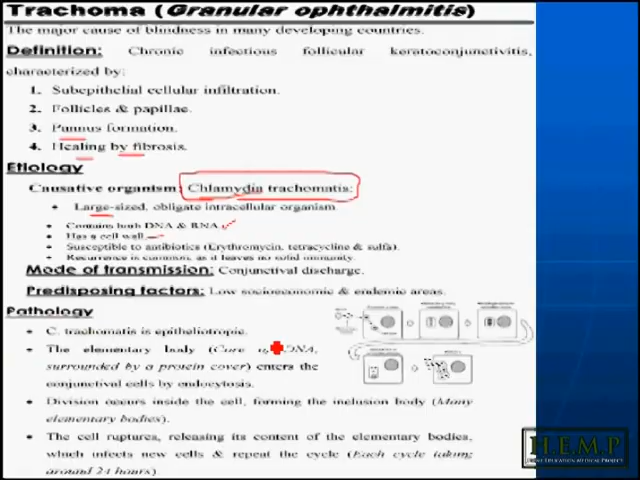 Trachoma (Granular ophthalmitis)
The major cause of blindness in many developing countries.
Definition: Chronic infectious follicular keratoconjunctivitis,
characterized by:
1. Subepithelial cellular infiltration.
2. Follicles & papillae.
3. Pannus formation.
4. Healing by fibrosis.
Etiology
Causative organism: Chlamydia trachomatis:
• Large-sized, obligate intracellular organism
• Contains both DNA & RNA.
• Has a cell wall
• Susceptible to antibiotics (Erythromycin, tetracycline & sulfa).
• Recurrence is common as it leaves no solid immunity.
Mode of transmission: Conjunctival discharge.
Predisposing factors: Low socioeconomic & endemic areas.
Pathology
• C. trachomatis is epitheliotropic.
• The elementary body (Core DNA,
surrounded by a protein cover) enters the
conjunctival cells by endocytosis.
• Division occurs inside the cell, forming the inclusion body (Many
elementary bodies).
• The cell ruptures, releasing its content of the elementary bodies,
which infects new cells & repeat the cycle (Each cycle taking
around 24 hours)
H.E.M.P